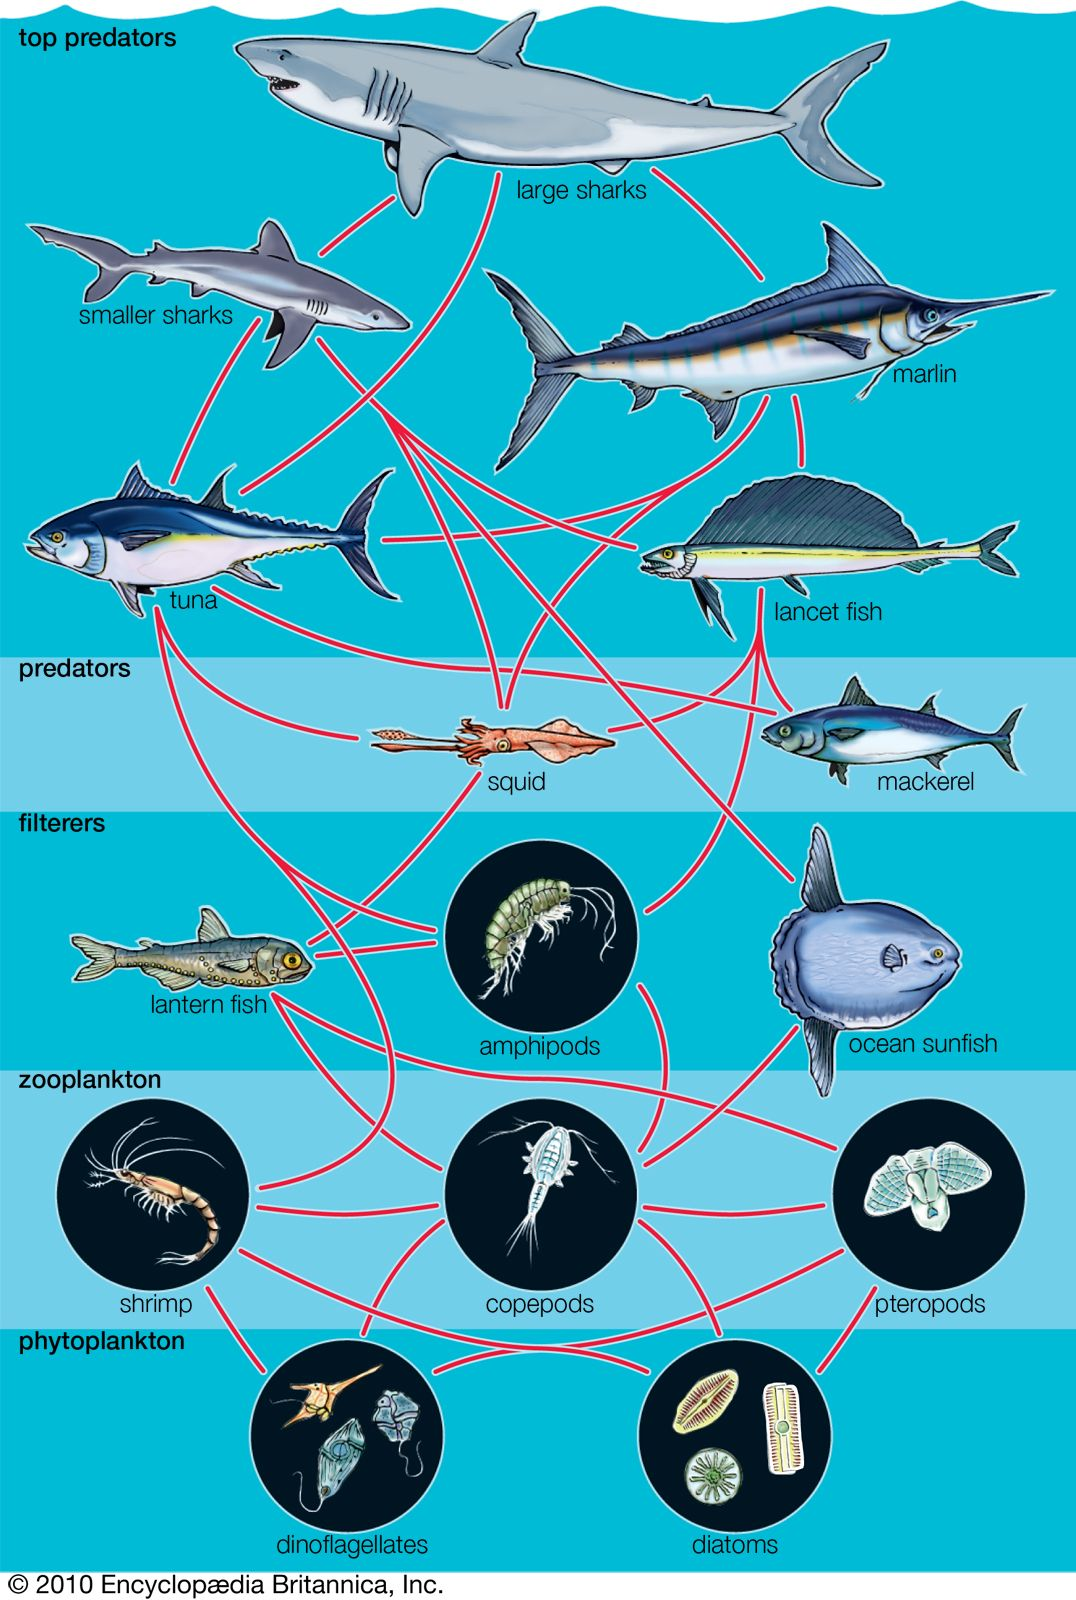 top predators
large sharks
smaller sharks
marlin
tuna
lancet fish
predators
squid
mackerel
filterers
lantern fish
amphipods
ocean sunfish
zooplankton
shrimp
copepods
pteropods
phytoplankton
dinoflagellates
diatoms
© 2010 Encyclopædia Britannica, Inc.